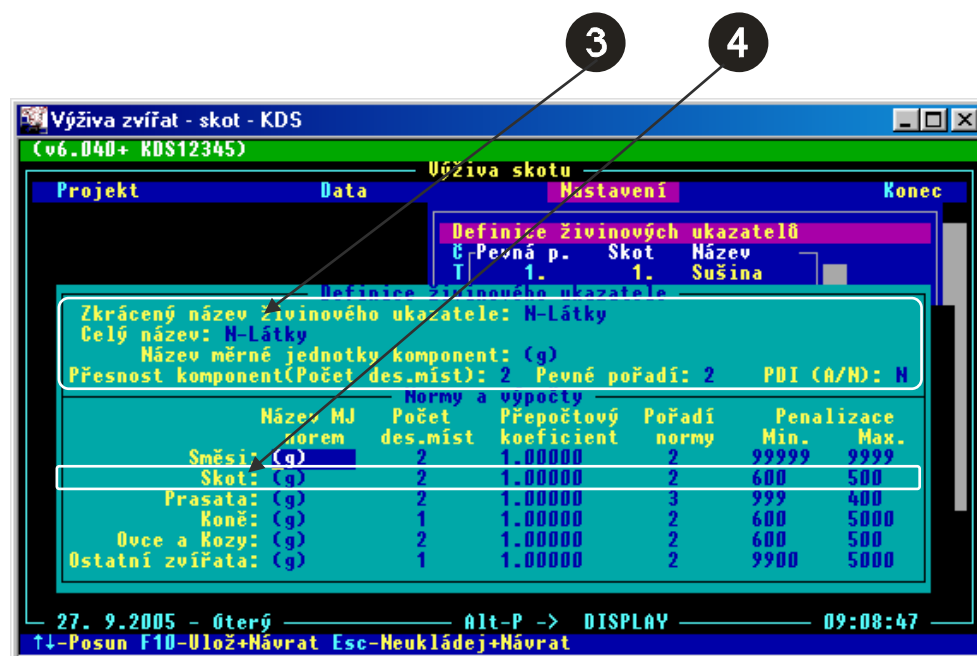 3 4
Výživa zvířat - skot - KDS
(v6.040+ KDS12345)
Výživa skotu
Projekt Data Nastavení Konec
Definice živinových ukazatelů
Č Pevná p. Skot Název
T 1. 1. Sušina
Definice živinového ukazatele
Zkrácený název živinového ukazatele: N-Látky
Celý název: N-Látky
Název měrné jednotky komponent: (g)
Přesnost komponent(Počet des.míst): 2 Pevné pořadí: 2 PDI (A/N): N
Normy a výpočty
Název MJ Počet Přepočtový Pořadí Penalizace
norem des.míst koeficient normy Min. Max.
Směsi: (g) 2 1.00000 2 99999 9999
Skot: (g) 2 1.00000 2 600 500
Prasata: (g) 2 1.00000 3 999 400
Koně: (g) 1 1.00000 2 600 5000
Ovce a Kozy: (g) 2 1.00000 2 600 500
Ostatní zvířata: (g) 1 1.00000 2 9900 5000
27. 9.2005 - Úterý Alt-P -> DISPLAY 09:08:47
↑↓-Posun F10-Ulož+Návrat Esc-Neukládej+Návrat